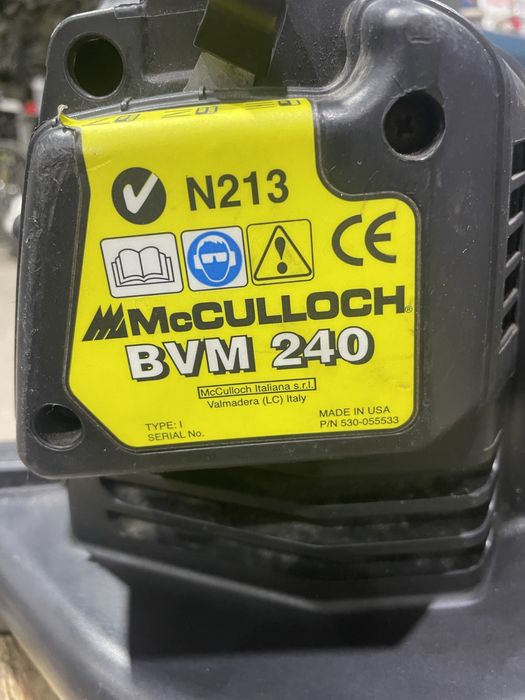 N213
CE
McCULLOCH®
BVM 240
McCulloch Italiana s.r.l.
Valmadera (LC) Italy
TYPE: I
SERIAL No.
MADE IN USA
P/N 530-055533